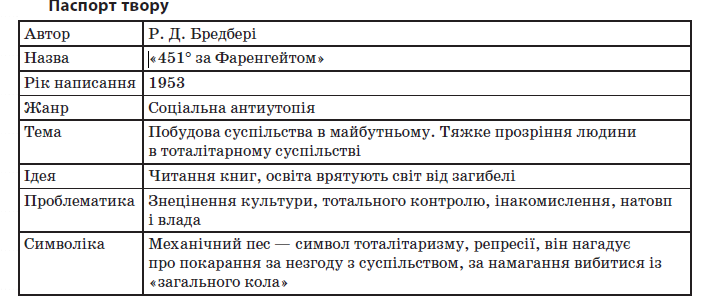 Паспорт твору
Автор Р. Д. Бредбері
Назва «451° за Фаренгейтом»
Рік написання 1953
Жанр Соціальна антиутопія
Тема Побудова суспільства в майбутньому. Тяжке прозріння людини
в тоталітарному суспільстві
Ідея Читання книг, освіта врятують світ від загибелі
Проблематика Знецінення культури, тотального контролю, інакомислення, натовп
і влада
Символіка Механічний пес — символ тоталітаризму, репресії, він нагадує
про покарання за незгоду з суспільством, за намагання вибитися із
«загального кола»